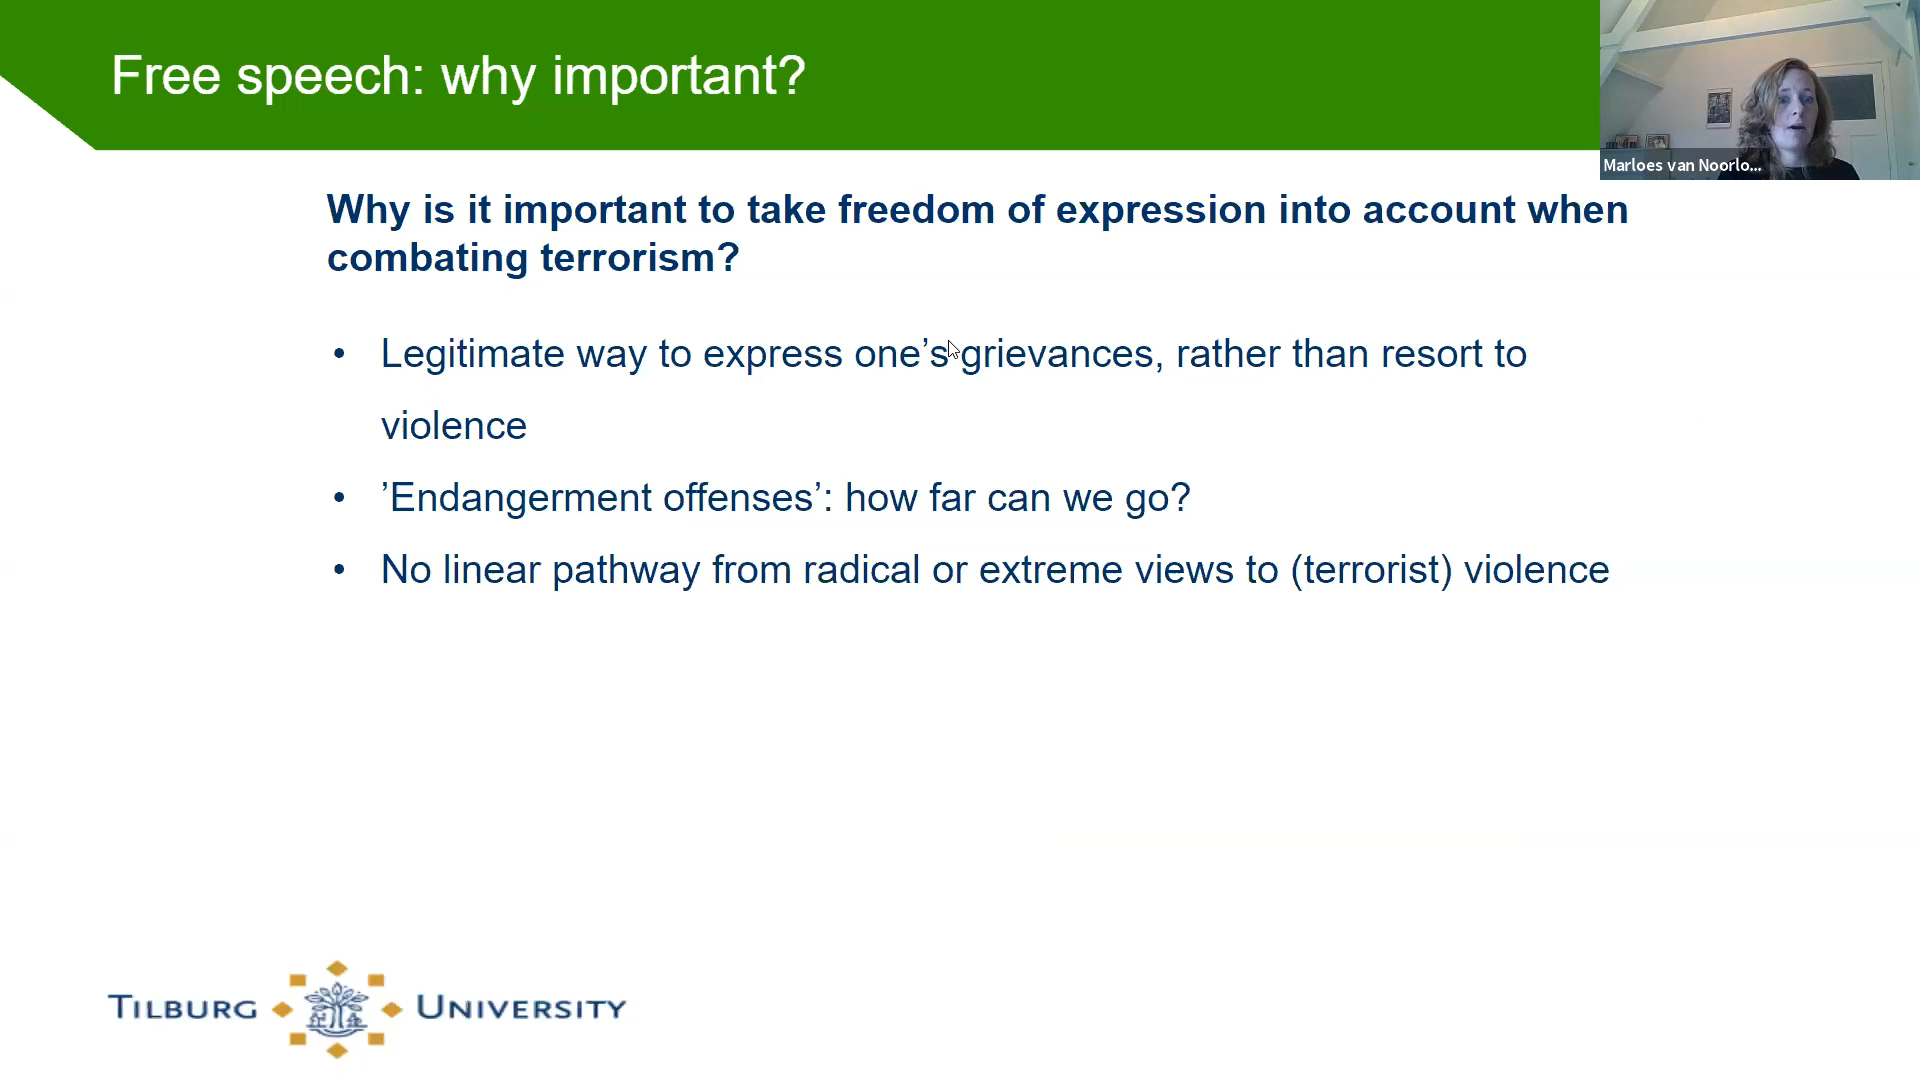 Free speech: why important?
Marloes van Noorlo...
Why is it important to take freedom of expression into account when
combating terrorism?
• Legitimate way to express one’s grievances, rather than resort to
violence
• ’Endangerment offenses’: how far can we go?
• No linear pathway from radical or extreme views to (terrorist) violence
TILBURG UNIVERSITY